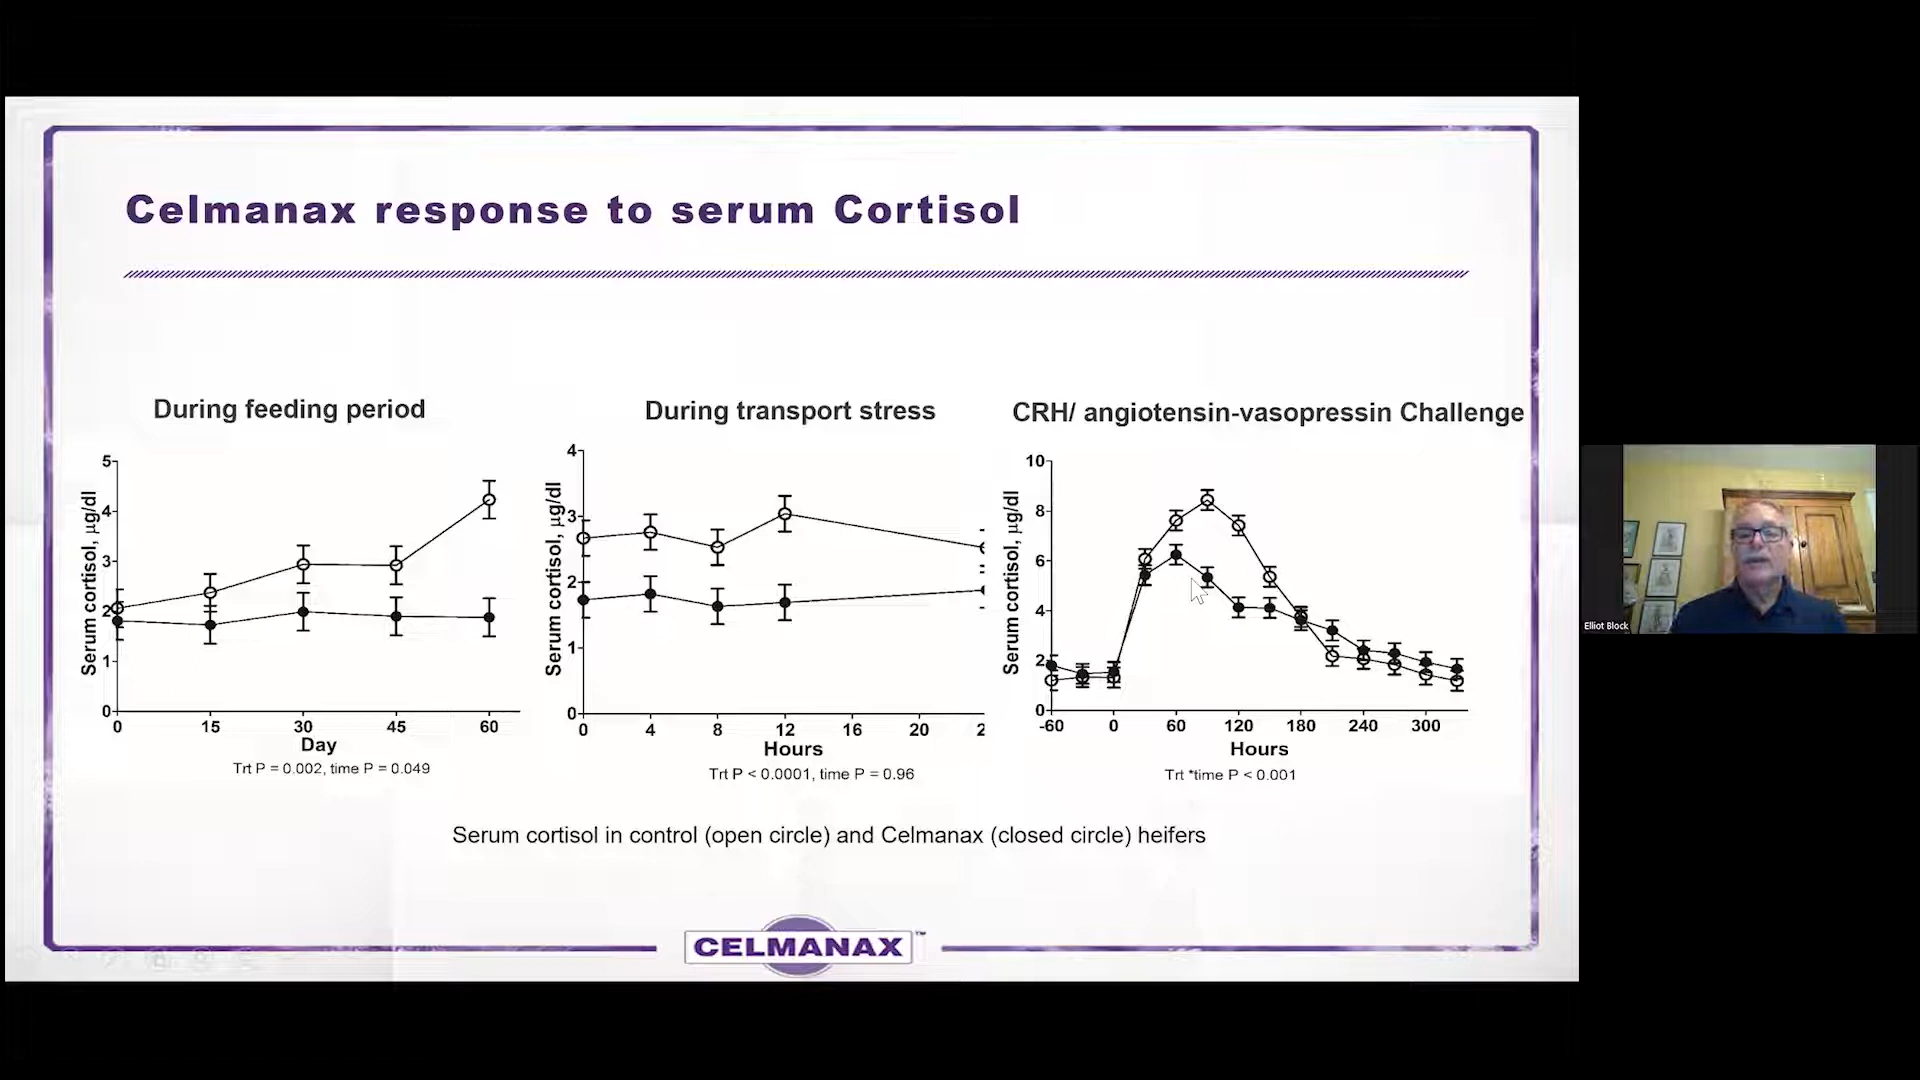 Celmanax response to serum Cortisol
During feeding period
5
4
3
2
1
0
0 15 30 45 60
Serum cortisol, µg/dl
Day
Trt P = 0.002, time P = 0.049
During transport stress
4
3
2
1
0
0 4 8 12 16 20 2
Serum cortisol, µg/dl
Hours
Trt P < 0.0001, time P = 0.96
CRH/ angiotensin-vasopressin Challenge
10
8
6
4
2
0
-60 0 60 120 180 240 300
Serum cortisol, µg/dl
Hours
Trt *time P < 0.001
Serum cortisol in control (open circle) and Celmanax (closed circle) heifers
CELMANAX™
Elliot Block